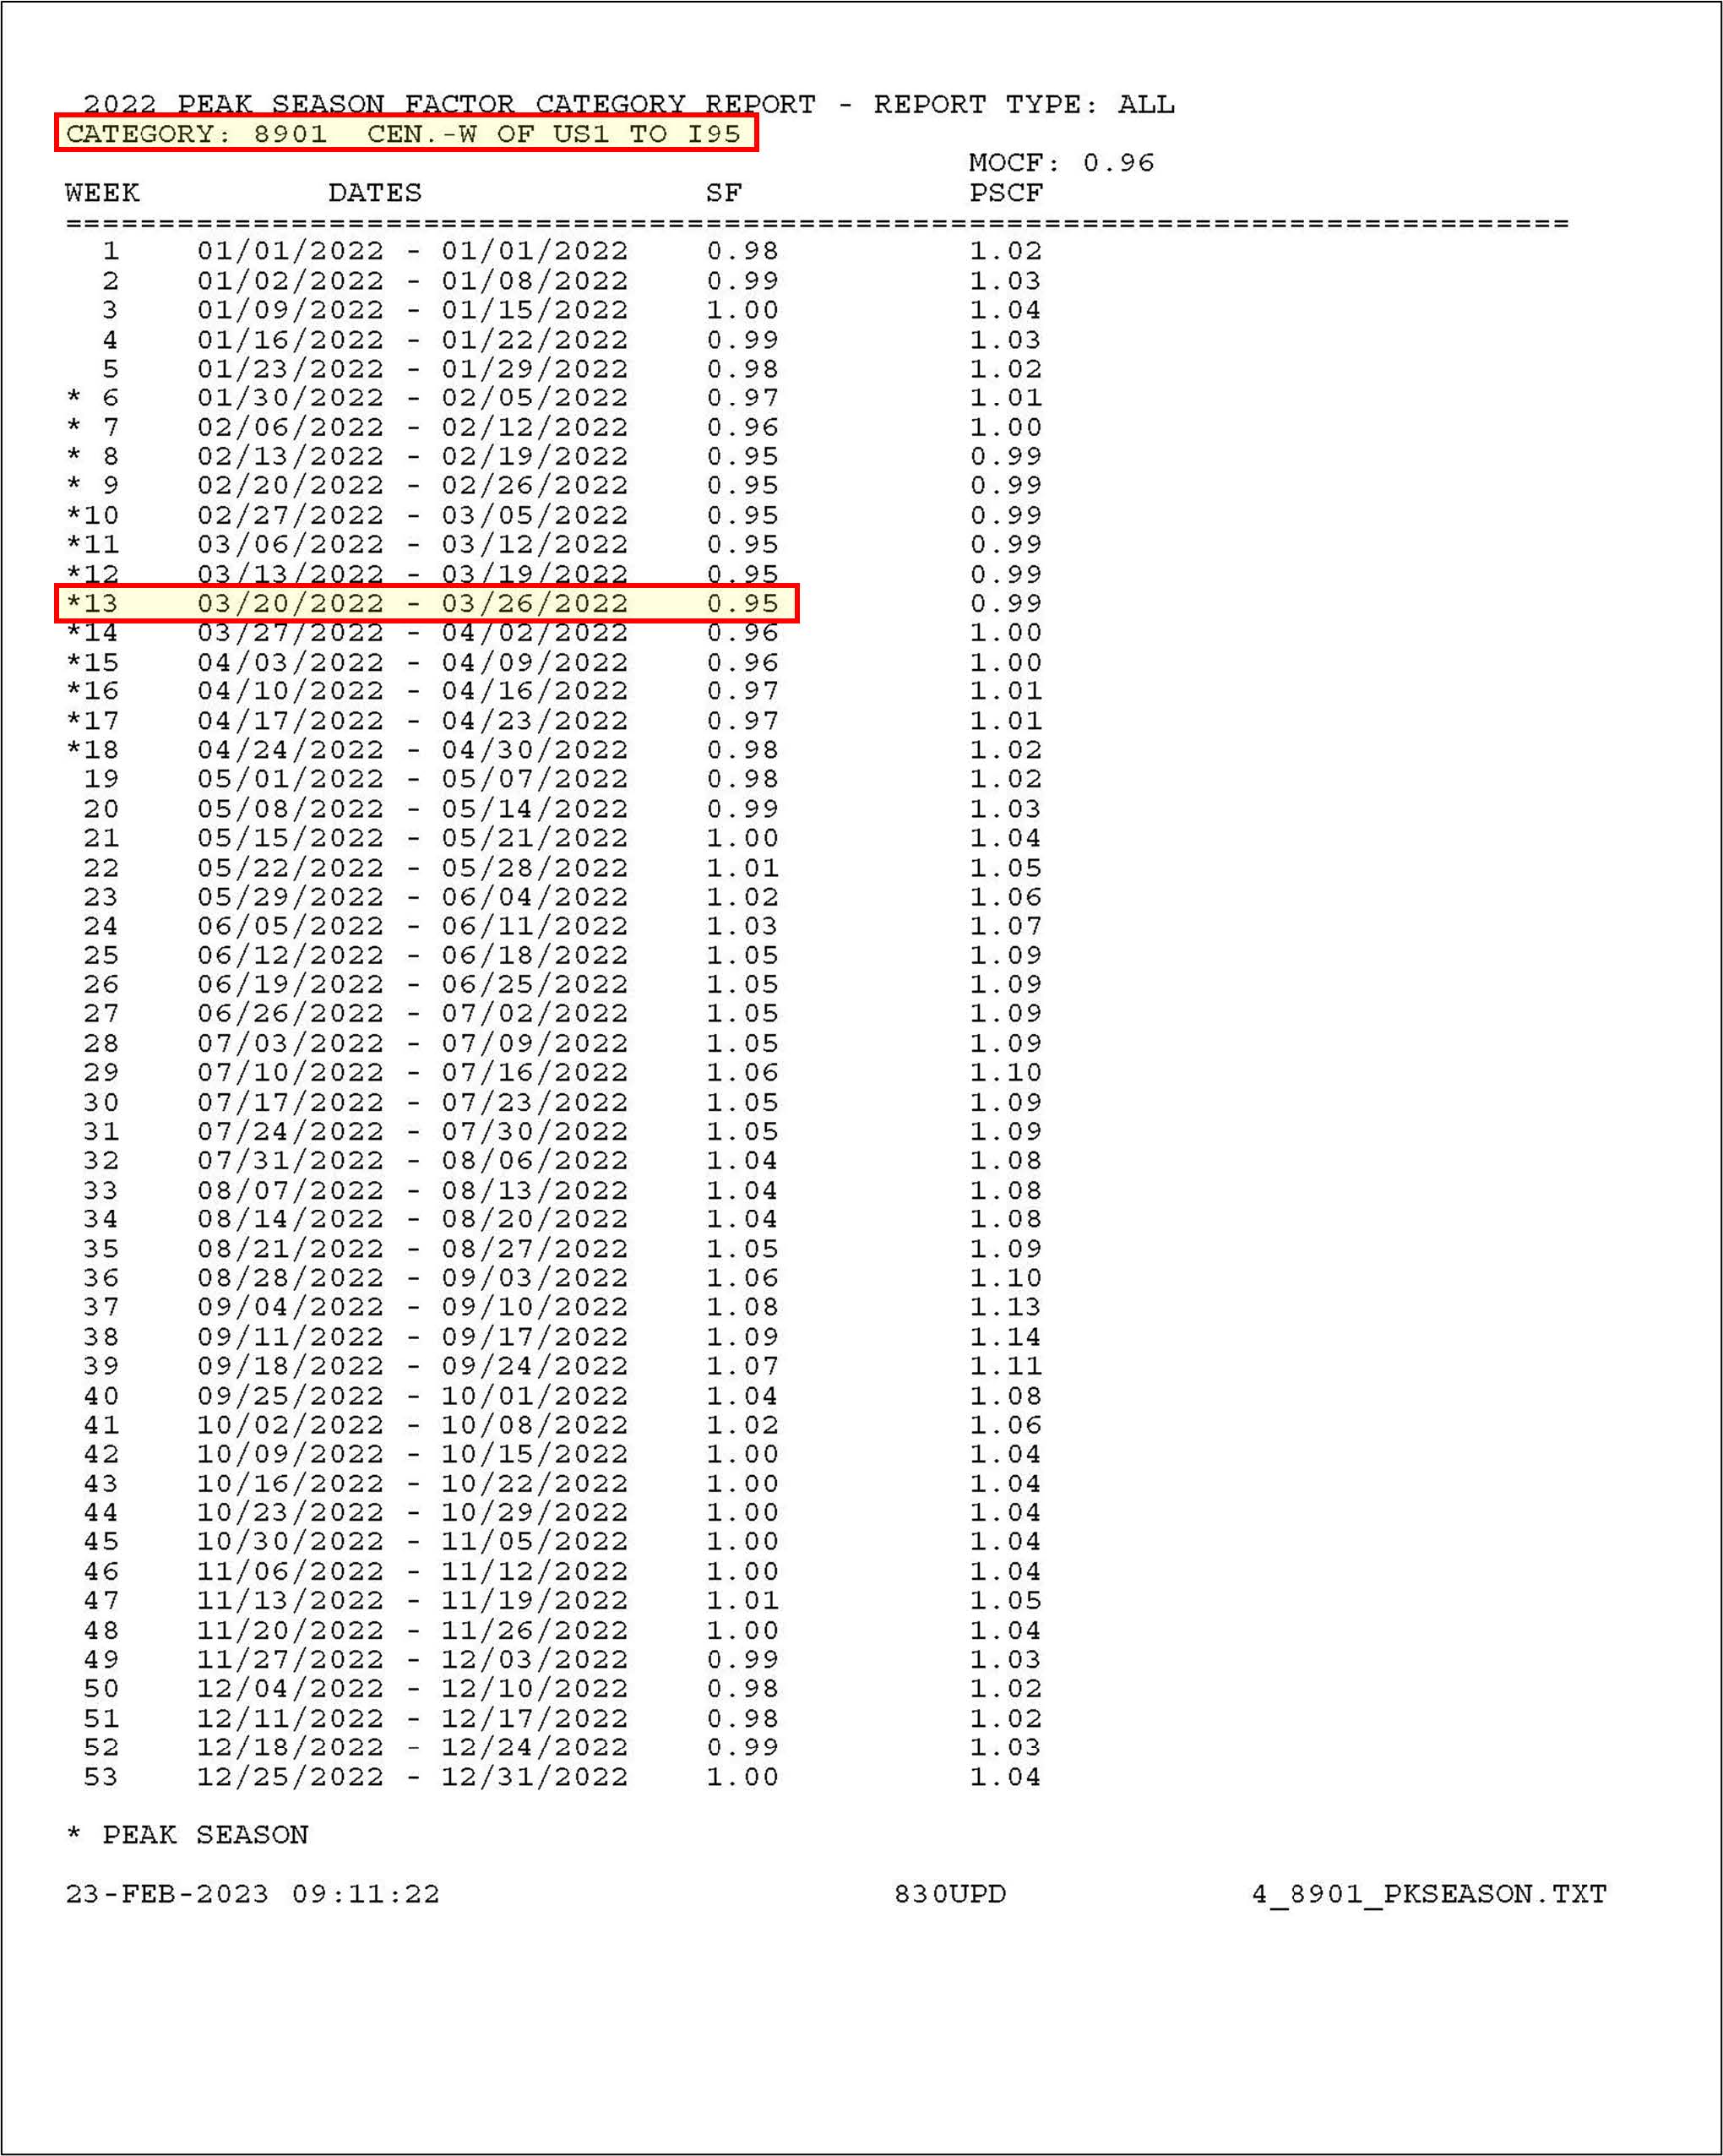 2022 PEAK SEASON FACTOR CATEGORY REPORT - REPORT TYPE: ALL
CATEGORY: 8901 CEN.-W OF US1 TO I95
MOCF: 0.96
WEEK DATES SF PSCF
================================================================================
1 01/01/2022 - 01/01/2022 0.98 1.02
2 01/02/2022 - 01/08/2022 0.99 1.03
3 01/09/2022 - 01/15/2022 1.00 1.04
4 01/16/2022 - 01/22/2022 0.99 1.03
5 01/23/2022 - 01/29/2022 0.98 1.02
* 6 01/30/2022 - 02/05/2022 0.97 1.01
* 7 02/06/2022 - 02/12/2022 0.96 1.00
* 8 02/13/2022 - 02/19/2022 0.95 0.99
* 9 02/20/2022 - 02/26/2022 0.95 0.99
*10 02/27/2022 - 03/05/2022 0.95 0.99
*11 03/06/2022 - 03/12/2022 0.95 0.99
*12 03/13/2022 - 03/19/2022 0.95 0.99
*13 03/20/2022 - 03/26/2022 0.95 0.99
*14 03/27/2022 - 04/02/2022 0.96 1.00
*15 04/03/2022 - 04/09/2022 0.96 1.00
*16 04/10/2022 - 04/16/2022 0.97 1.01
*17 04/17/2022 - 04/23/2022 0.97 1.01
*18 04/24/2022 - 04/30/2022 0.98 1.02
19 05/01/2022 - 05/07/2022 0.98 1.02
20 05/08/2022 - 05/14/2022 0.99 1.03
21 05/15/2022 - 05/21/2022 1.00 1.04
22 05/22/2022 - 05/28/2022 1.01 1.05
23 05/29/2022 - 06/04/2022 1.02 1.06
24 06/05/2022 - 06/11/2022 1.03 1.07
25 06/12/2022 - 06/18/2022 1.05 1.09
26 06/19/2022 - 06/25/2022 1.05 1.09
27 06/26/2022 - 07/02/2022 1.05 1.09
28 07/03/2022 - 07/09/2022 1.05 1.09
29 07/10/2022 - 07/16/2022 1.06 1.10
30 07/17/2022 - 07/23/2022 1.05 1.09
31 07/24/2022 - 07/30/2022 1.05 1.09
32 07/31/2022 - 08/06/2022 1.04 1.08
33 08/07/2022 - 08/13/2022 1.04 1.08
34 08/14/2022 - 08/20/2022 1.04 1.08
35 08/21/2022 - 08/27/2022 1.05 1.09
36 08/28/2022 - 09/03/2022 1.06 1.10
37 09/04/2022 - 09/10/2022 1.08 1.13
38 09/11/2022 - 09/17/2022 1.09 1.14
39 09/18/2022 - 09/24/2022 1.07 1.11
40 09/25/2022 - 10/01/2022 1.04 1.08
41 10/02/2022 - 10/08/2022 1.02 1.06
42 10/09/2022 - 10/15/2022 1.00 1.04
43 10/16/2022 - 10/22/2022 1.00 1.04
44 10/23/2022 - 10/29/2022 1.00 1.04
45 10/30/2022 - 11/05/2022 1.00 1.04
46 11/06/2022 - 11/12/2022 1.00 1.04
47 11/13/2022 - 11/19/2022 1.01 1.05
48 11/20/2022 - 11/26/2022 1.00 1.04
49 11/27/2022 - 12/03/2022 0.99 1.03
50 12/04/2022 - 12/10/2022 0.98 1.02
51 12/11/2022 - 12/17/2022 0.98 1.02
52 12/18/2022 - 12/24/2022 0.99 1.03
53 12/25/2022 - 12/31/2022 1.00 1.04
* PEAK SEASON
23-FEB-2023 09:11:22 830UPD 4_8901_PKSEASON.TXT